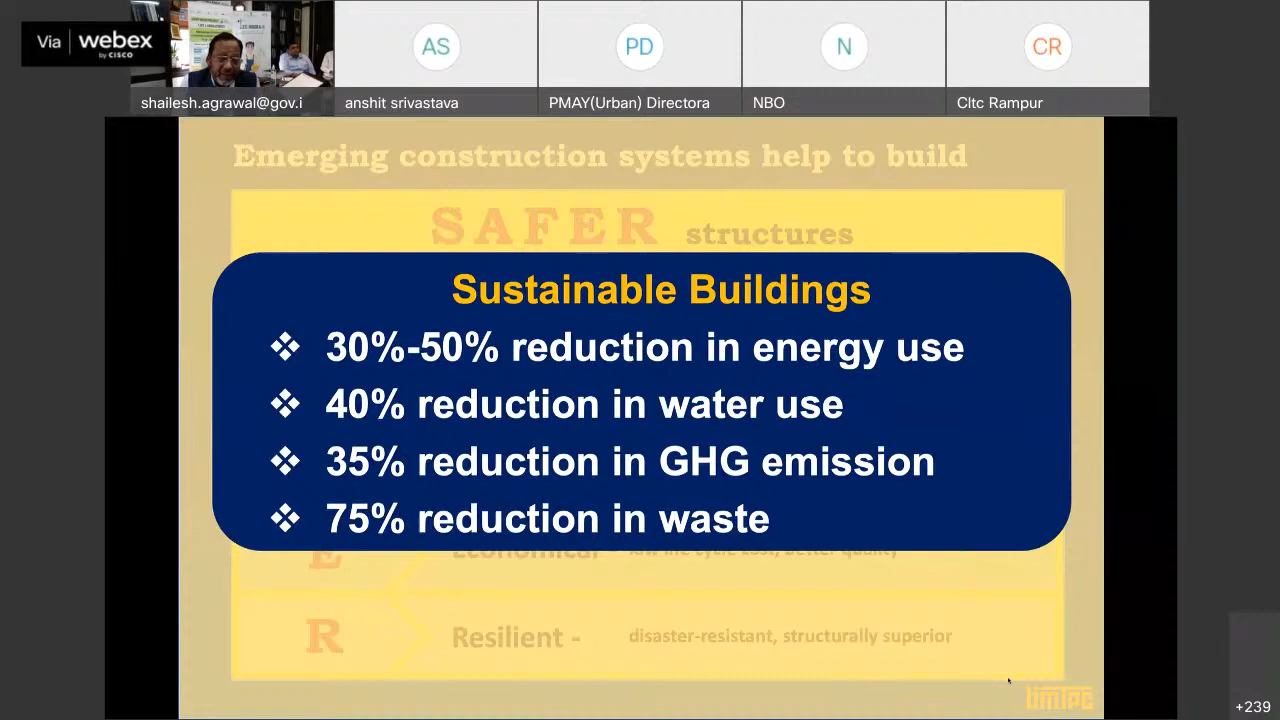 Via webex
by CISCO
AS
PD
N
CR
shailesh.agrawal@gov.i
anshit srivastava
PMAY(Urban) Directora
NBO
Cltc Rampur
Emerging construction systems help to build
SAFER structures
Sustainable Buildings
❖ 30%-50% reduction in energy use
❖ 40% reduction in water use
❖ 35% reduction in GHG emission
❖ 75% reduction in waste
E Economical - low life cycle cost, better quality
R Resilient - disaster-resistant, structurally superior
bmTpc
+239